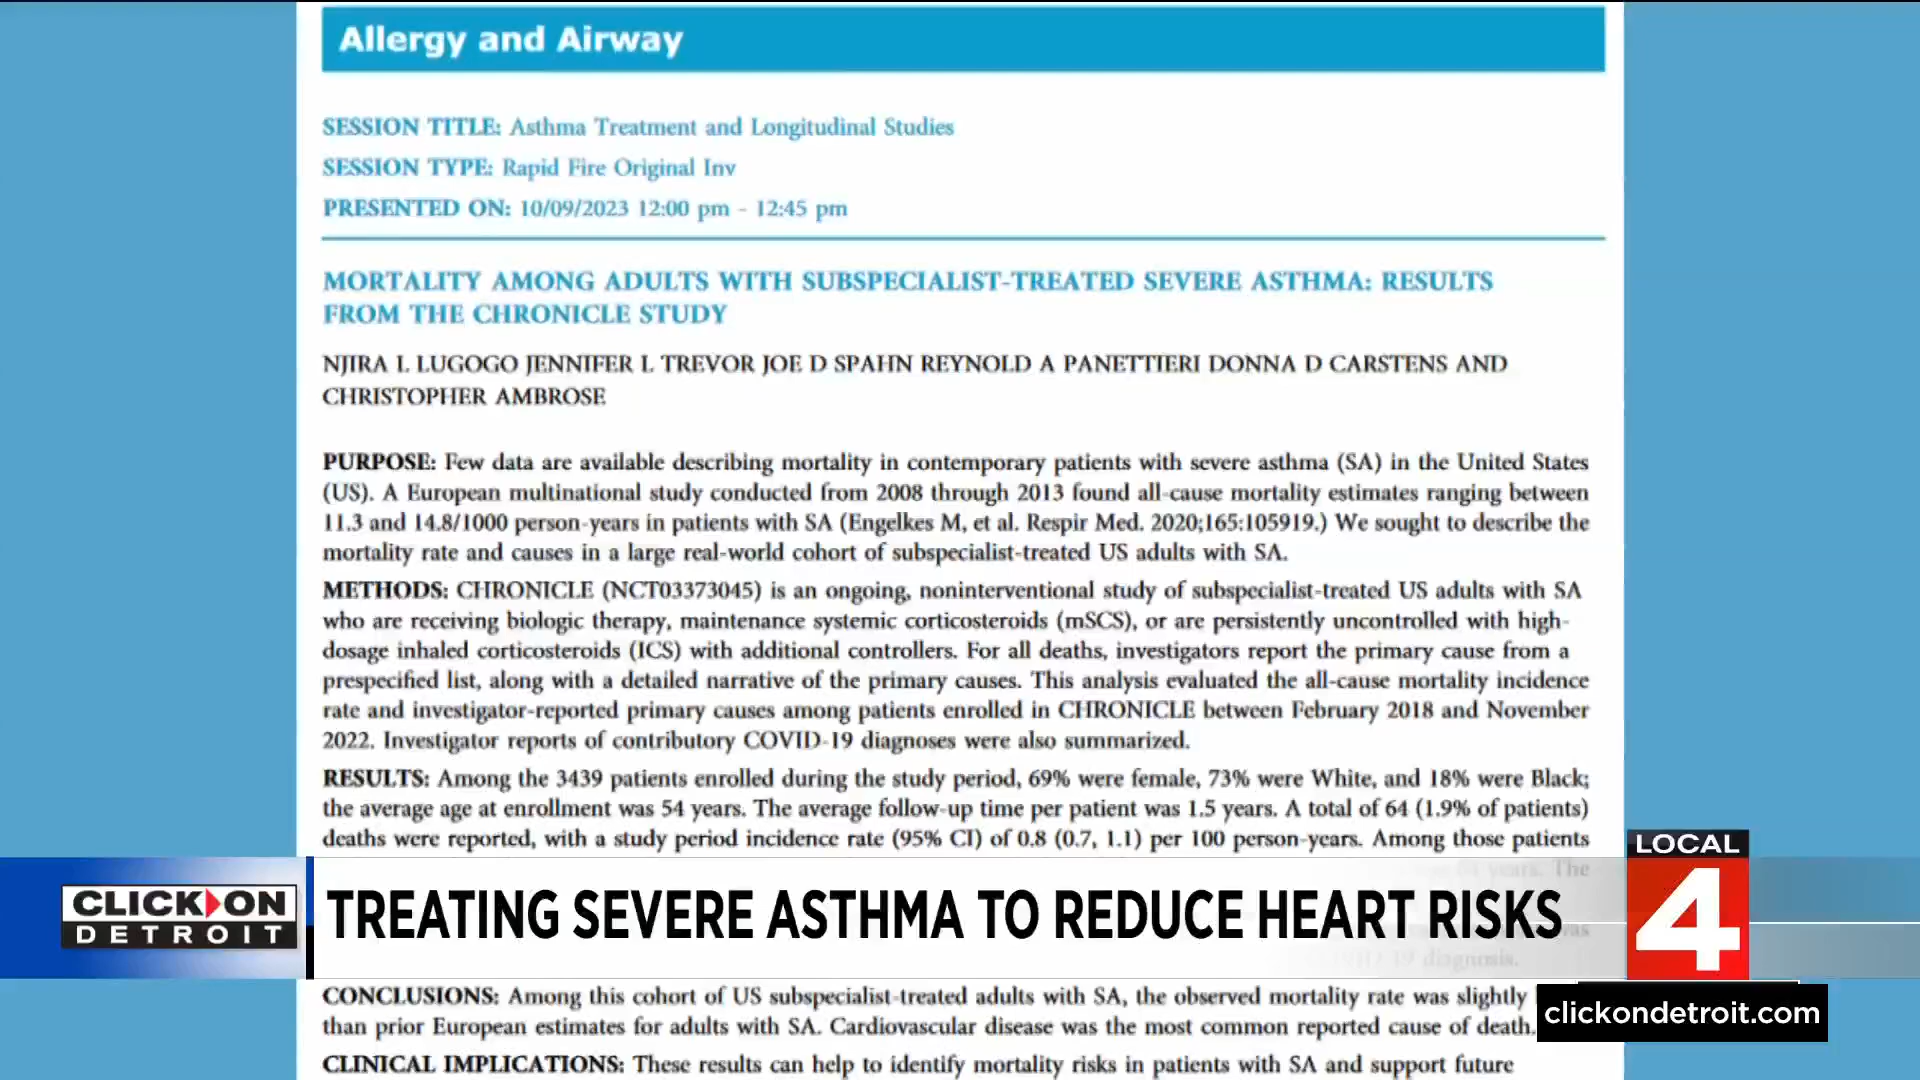 Allergy and Airway
SESSION TITLE: Asthma Treatment and Longitudinal Studies
SESSION TYPE: Rapid Fire Original Inv
PRESENTED ON: 10/09/2023 12:00 pm - 12:45 pm
MORTALITY AMONG ADULTS WITH SUBSPECIALIST-TREATED SEVERE ASTHMA: RESULTS
FROM THE CHRONICLE STUDY
NJIRA L LUGOGO JENNIFER L TREVOR JOE D SPAHN REYNOLD A PANETTIERI DONNA D CARSTENS AND
CHRISTOPHER AMBROSE
PURPOSE: Few data are available describing mortality in contemporary patients with severe asthma (SA) in the United States
(US). A European multinational study conducted from 2008 through 2013 found all-cause mortality estimates ranging between
11.3 and 14.8/1000 person-years in patients with SA (Engelkes M, et al. Respir Med. 2020;165:105919.) We sought to describe the
mortality rate and causes in a large real-world cohort of subspecialist-treated US adults with SA.
METHODS: CHRONICLE (NCT03373045) is an ongoing, noninterventional study of subspecialist-treated US adults with SA
who are receiving biologic therapy, maintenance systemic corticosteroids (mSCS), or are persistently uncontrolled with high-
dosage inhaled corticosteroids (ICS) with additional controllers. For all deaths, investigators report the primary cause from a
prespecified list, along with a detailed narrative of the primary causes. This analysis evaluated the all-cause mortality incidence
rate and investigator-reported primary causes among patients enrolled in CHRONICLE between February 2018 and November
2022. Investigator reports of contributory COVID-19 diagnoses were also summarized.
RESULTS: Among the 3439 patients enrolled during the study period, 69% were female, 73% were White, and 18% were Black;
the average age at enrollment was 54 years. The average follow-up time per patient was 1.5 years. A total of 64 (1.9% of patients)
deaths were reported, with a study period incidence rate (95% CI) of 0.8 (0.7, 1.1) per 100 person-years. Among those patients
years. The
was
diagnosis.
CLICK ON
DETROIT
TREATING SEVERE ASTHMA TO REDUCE HEART RISKS
LOCAL
4
CONCLUSIONS: Among this cohort of US subspecialist-treated adults with SA, the observed mortality rate was slightly
than prior European estimates for adults with SA. Cardiovascular disease was the most common reported cause of death.
clickondetroit.com
CLINICAL IMPLICATIONS: These results can help to identify mortality risks in patients with SA and support future